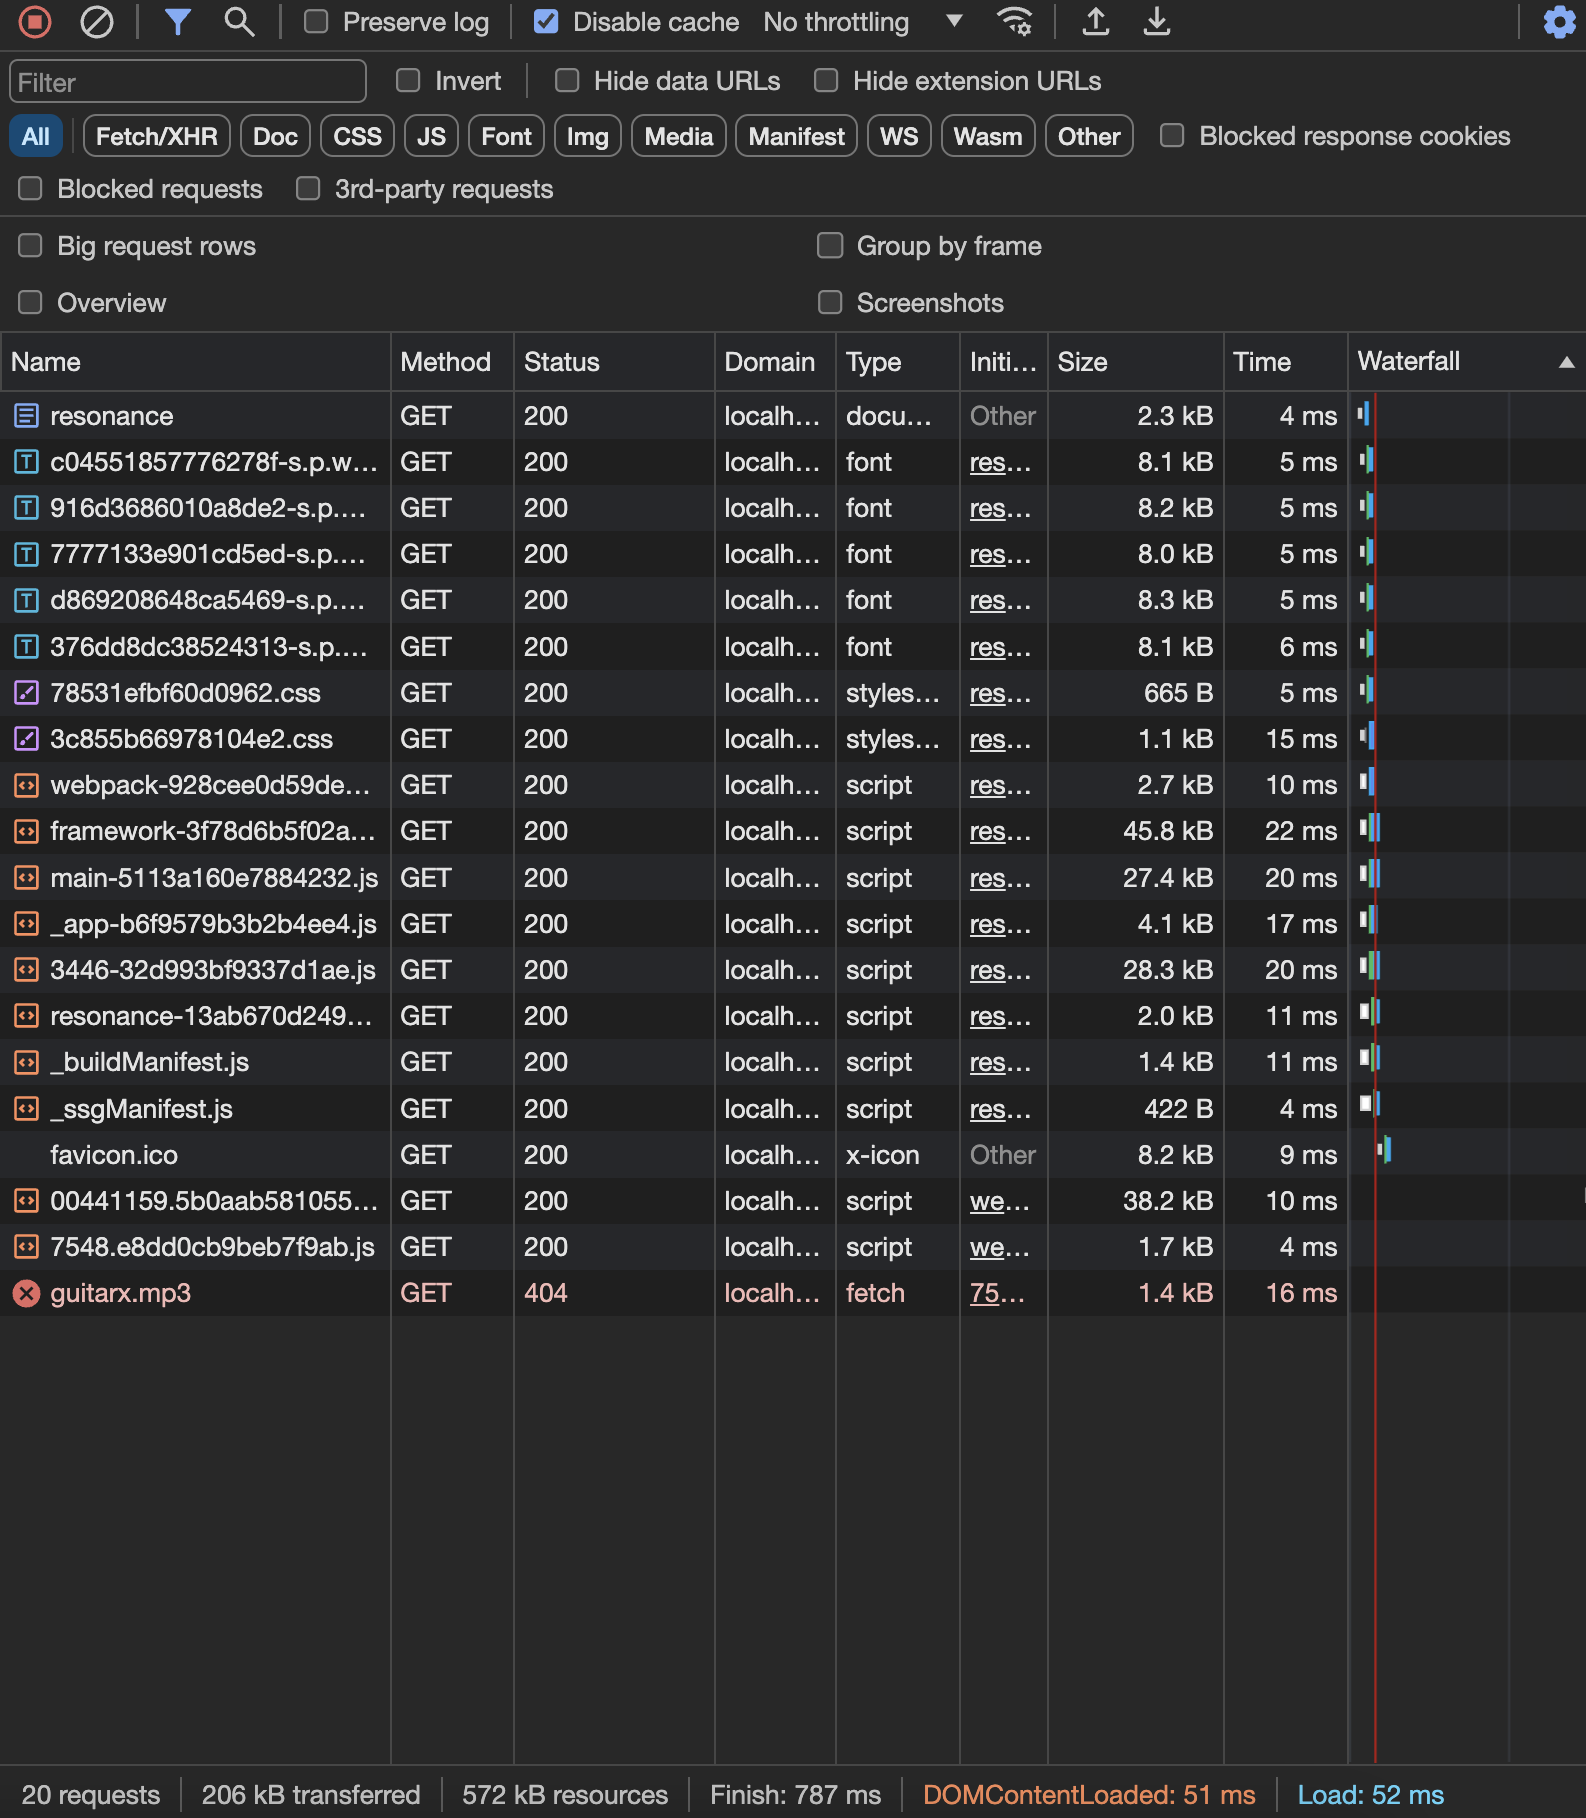 Preserve log Disable cache No throttling
Filter Invert Hide data URLs Hide extension URLs
All Fetch/XHR Doc CSS JS Font Img Media Manifest WS Wasm Other Blocked response cookies
Blocked requests 3rd-party requests
Big request rows Group by frame
Overview Screenshots
Name Method Status Domain Type Initi... Size Time Waterfall
resonance GET 200 localh... docu... Other 2.3 kB 4 ms
c04551857776278f-s.p.w... GET 200 localh... font res... 8.1 kB 5 ms
916d3686010a8de2-s.p.... GET 200 localh... font res... 8.2 kB 5 ms
7777133e901cd5ed-s.p.... GET 200 localh... font res... 8.0 kB 5 ms
d869208648ca5469-s.p.... GET 200 localh... font res... 8.3 kB 5 ms
376dd8dc38524313-s.p.... GET 200 localh... font res... 8.1 kB 6 ms
78531efbf60d0962.css GET 200 localh... styles... res... 665 B 5 ms
3c855b66978104e2.css GET 200 localh... styles... res... 1.1 kB 15 ms
webpack-928cee0d59de... GET 200 localh... script res... 2.7 kB 10 ms
framework-3f78d6b5f02a... GET 200 localh... script res... 45.8 kB 22 ms
main-5113a160e7884232.js GET 200 localh... script res... 27.4 kB 20 ms
_app-b6f9579b3b2b4ee4.js GET 200 localh... script res... 4.1 kB 17 ms
3446-32d993bf9337d1ae.js GET 200 localh... script res... 28.3 kB 20 ms
resonance-13ab670d249... GET 200 localh... script res... 2.0 kB 11 ms
_buildManifest.js GET 200 localh... script res... 1.4 kB 11 ms
_ssgManifest.js GET 200 localh... script res... 422 B 4 ms
favicon.ico GET 200 localh... x-icon Other 8.2 kB 9 ms
00441159.5b0aab581055... GET 200 localh... script we... 38.2 kB 10 ms
7548.e8dd0cb9beb7f9ab.js GET 200 localh... script we... 1.7 kB 4 ms
guitarx.mp3 GET 404 localh... fetch 75... 1.4 kB 16 ms
20 requests 206 kB transferred 572 kB resources Finish: 787 ms DOMContentLoaded: 51 ms Load: 52 ms